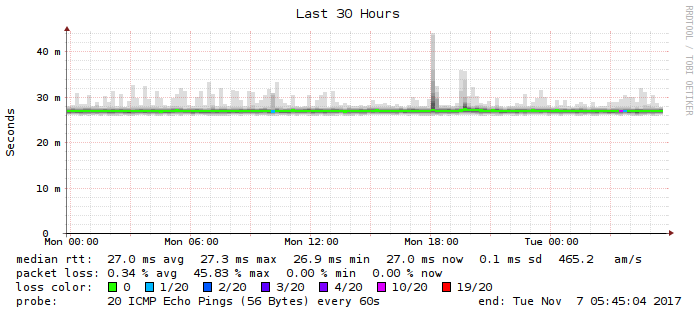 Last 30 Hours
RRDTOOL / TOBI OETIKER
Seconds
40 m
30 m
20 m
10 m
0
Mon 00:00 Mon 06:00 Mon 12:00 Mon 18:00 Tue 00:00
median rtt: 27.0 ms avg 27.3 ms max 26.9 ms min 27.0 ms now 0.1 ms sd 465.2 am/s
packet loss: 0.34 % avg 45.83 % max 0.00 % min 0.00 % now
loss color: 0 1/20 2/20 3/20 4/20 10/20 19/20
probe: 20 ICMP Echo Pings (56 Bytes) every 60s end: Tue Nov 7 05:45:04 2017